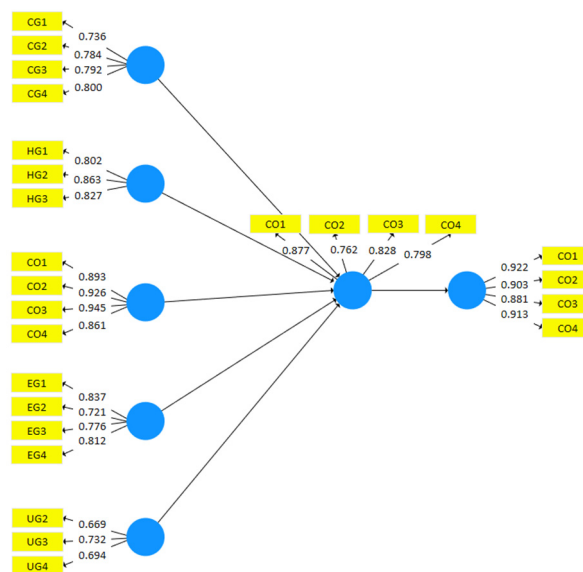 CG1
0.736
CG2
0.784
CG3
0.792
CG4
0.800
HG1
0.802
HG2
0.863
HG3
0.827
CO1
CO2
CO3
CO4
0.877
0.762
0.828
0.798
CO1
0.893
CO2
0.926
CO3
0.945
CO4
0.861
CO1
0.922
CO2
0.903
CO3
0.881
CO4
0.913
EG1
0.837
EG2
0.721
EG3
0.776
EG4
0.812
UG2
0.669
UG3
0.732
UG4
0.694